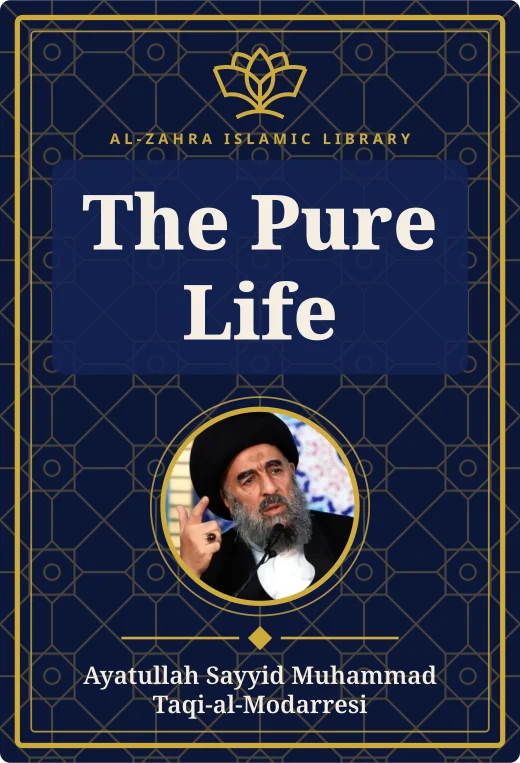 AL-ZAHRA ISLAMIC LIBRARY
The Pure
Life
Ayatullah Sayyid Muhammad
Taqi-al-Modarresi